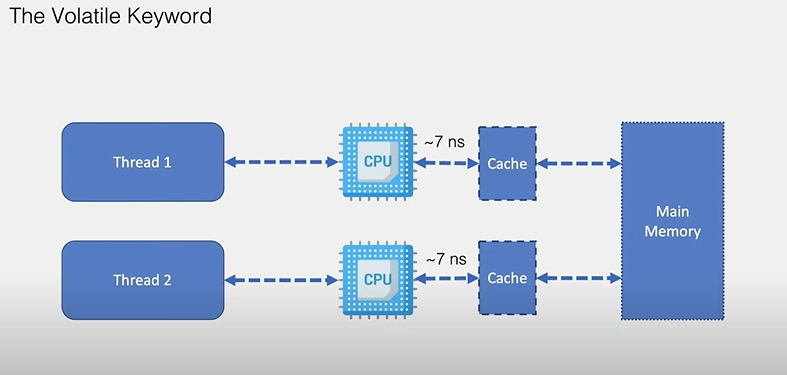 The Volatile Keyword
Thread 1
CPU
~7 ns
Cache
Main
Memory
Thread 2
CPU
~7 ns
Cache